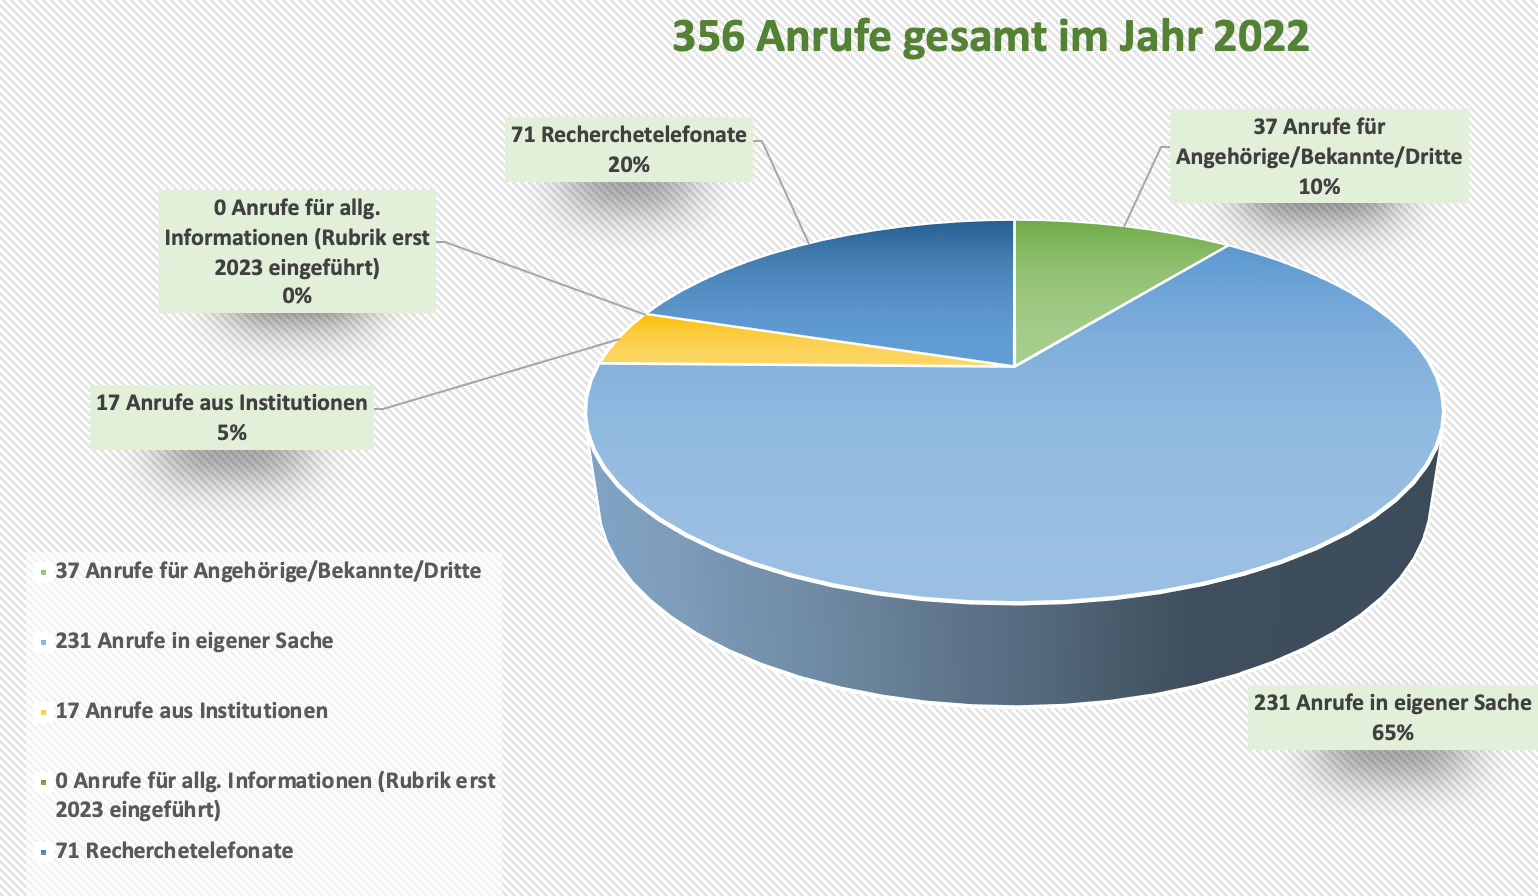 356 Anrufe gesamt im Jahr 2022
37 Anrufe für
Angehörige/Bekannte/Dritte
10%
71 Recherchetelefonate
20%
0 Anrufe für allg.
Informationen (Rubrik erst
2023 eingeführt)
0%
17 Anrufe aus Institutionen
5%
231 Anrufe in eigener Sache
65%
37 Anrufe für Angehörige/Bekannte/Dritte
231 Anrufe in eigener Sache
17 Anrufe aus Institutionen
0 Anrufe für allg. Informationen (Rubrik erst
2023 eingeführt)
71 Recherchetelefonate